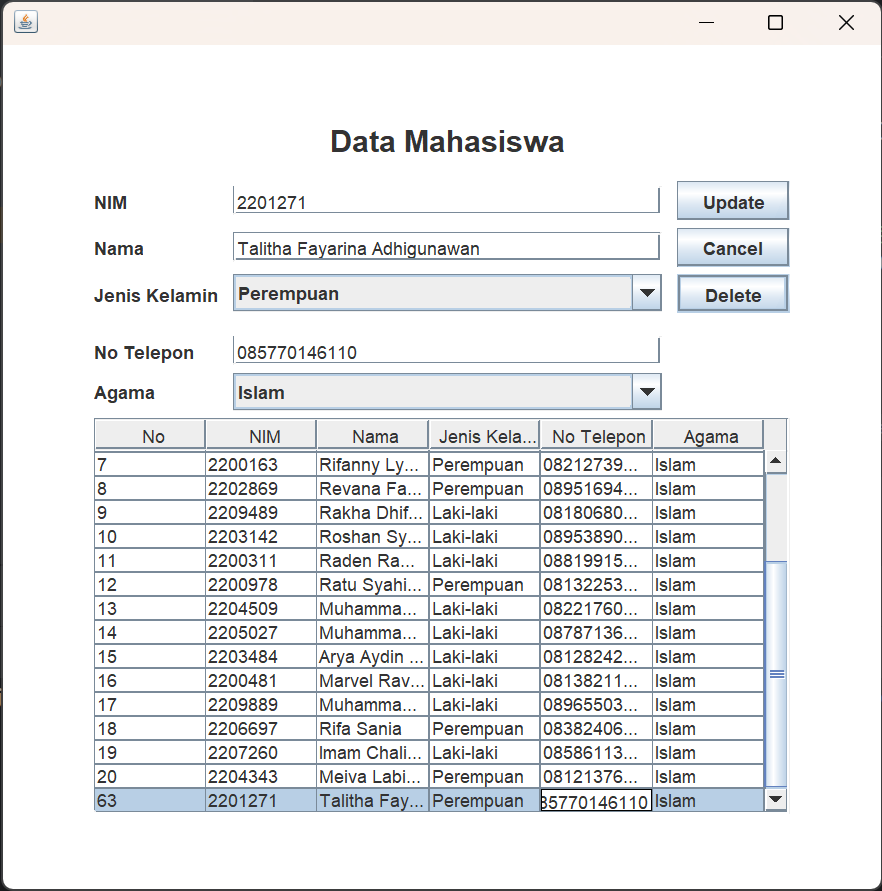 Data Mahasiswa
NIM 2201271 Update
Nama Talitha Fayarina Adhigunawan Cancel
Jenis Kelamin Perempuan Delete
No Telepon 085770146110
Agama Islam
No NIM Nama Jenis Kela... No Telepon Agama
7 2200163 Rifanny Ly... Perempuan 08212739... Islam
8 2202869 Revana Fa... Perempuan 08951694... Islam
9 2209489 Rakha Dhif... Laki-laki 08180680... Islam
10 2203142 Roshan Sy... Laki-laki 08953890... Islam
11 2200311 Raden Ra... Laki-laki 08819915... Islam
12 2200978 Ratu Syahi... Perempuan 08132253... Islam
13 2204509 Muhamma... Laki-laki 08221760... Islam
14 2205027 Muhamma... Laki-laki 08787136... Islam
15 2203484 Arya Aydin ... Laki-laki 08128242... Islam
16 2200481 Marvel Rav... Laki-laki 08138211... Islam
17 2209889 Muhamma... Laki-laki 08965503... Islam
18 2206697 Rifa Sania Perempuan 08382406... Islam
19 2207260 Imam Chali... Laki-laki 08586113... Islam
20 2204343 Meiva Labi... Perempuan 08121376... Islam
63 2201271 Talitha Fay... Perempuan 85770146110 Islam